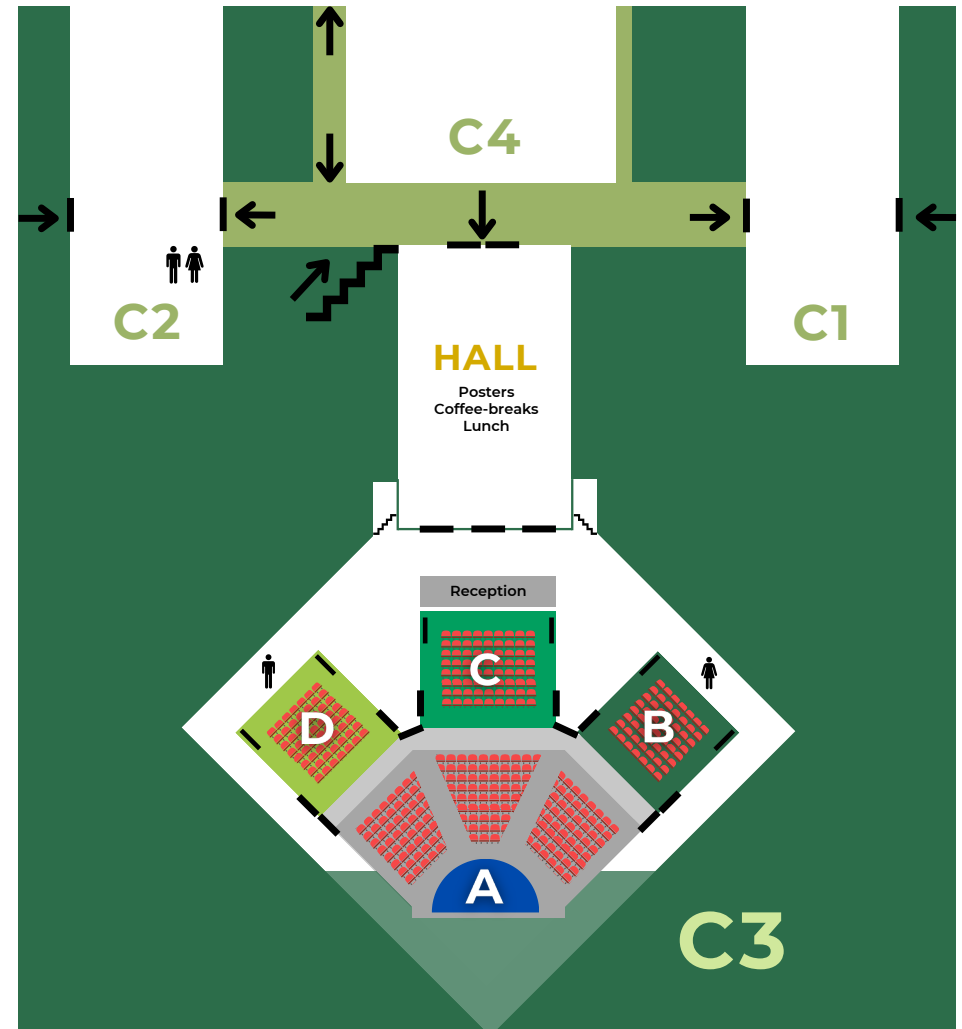 C4
C2
C1
HALL
Posters
Coffee-breaks
Lunch
Reception
C
D
B
A
C3